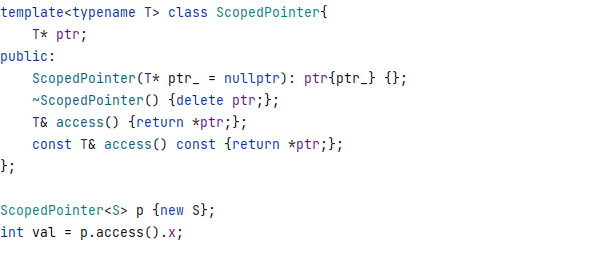 template<typename T> class ScopedPointer{
    T* ptr;
public:
    ScopedPointer(T* ptr_ = nullptr): ptr{ptr_} {};
    ~ScopedPointer() {delete ptr;};
    T& access() {return *ptr;};
    const T& access() const {return *ptr;};
};

ScopedPointer<S> p {new S};
int val = p.access().x;